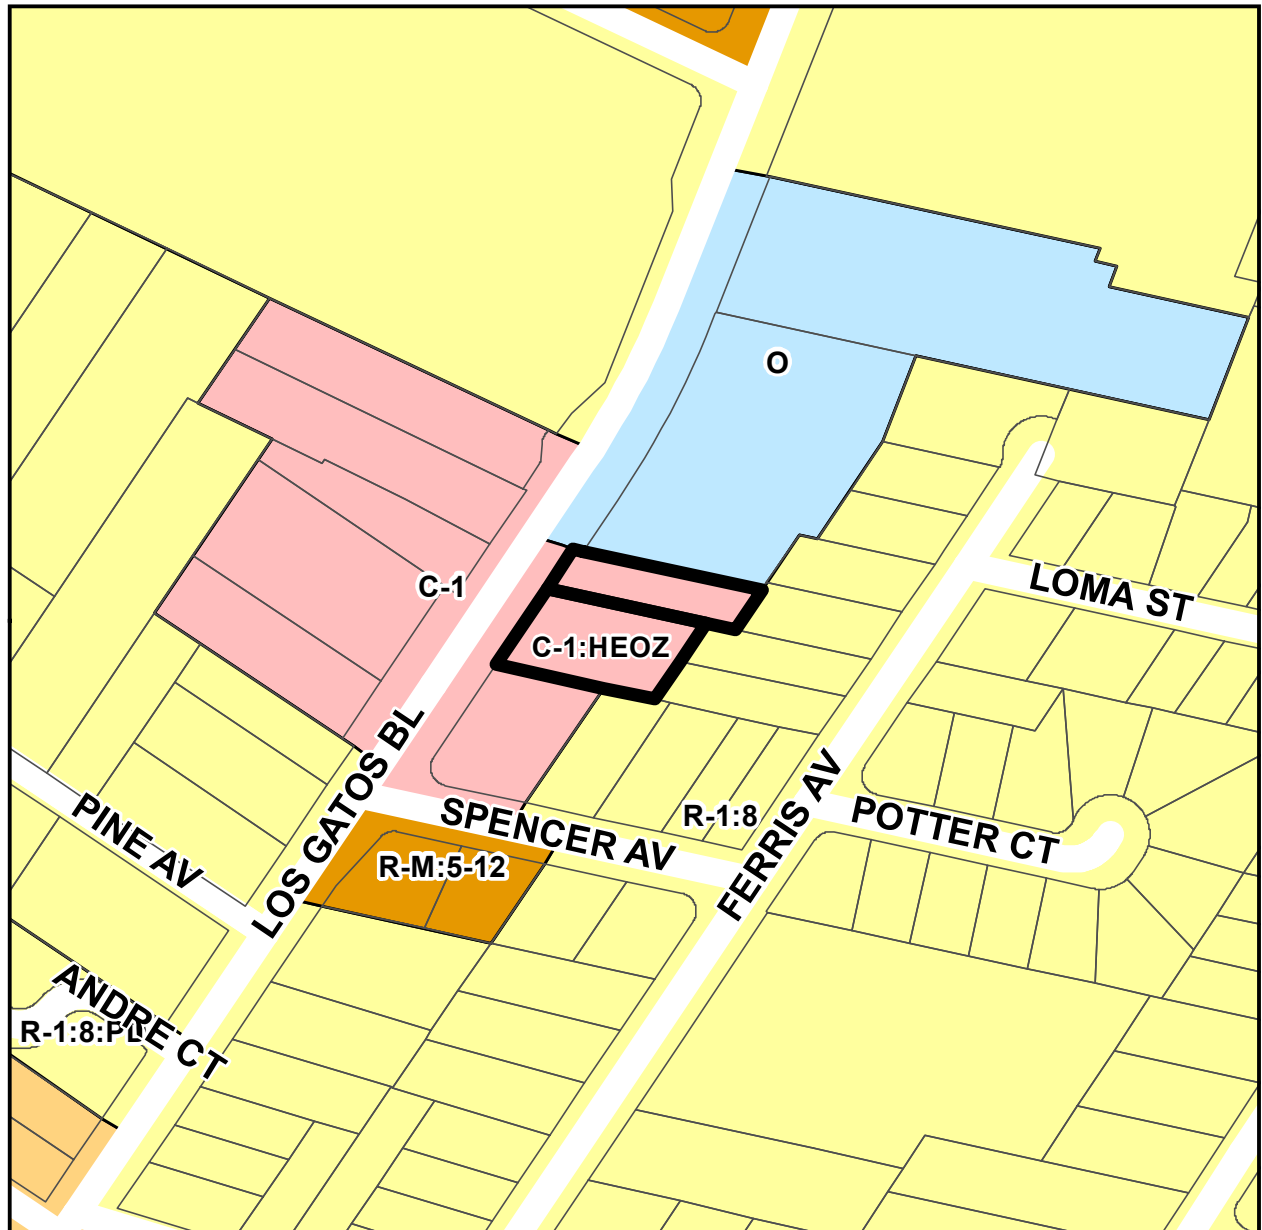 O
C-1
LOMA ST
C-1:HEOZ
LOS GATOS BL
PINE AV
SPENCER AV
R-1:8
FERRIS AV
POTTER CT
R-M:5-12
ANDRE CT
R-1:8:PD